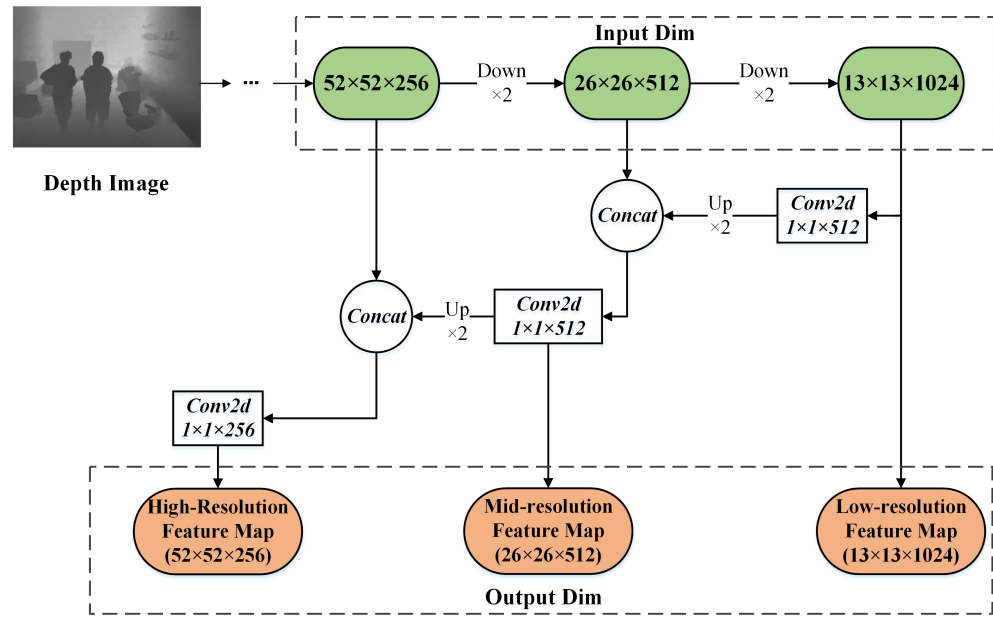 Input Dim
...
52×52×256
Down
×2
26×26×512
Down
×2
13×13×1024
Depth Image
Concat
Up
×2
Conv2d
1×1×512
Concat
Up
×2
Conv2d
1×1×512
Conv2d
1×1×256
High-Resolution
Feature Map
(52×52×256)
Mid-resolution
Feature Map
(26×26×512)
Low-resolution
Feature Map
(13×13×1024)
Output Dim